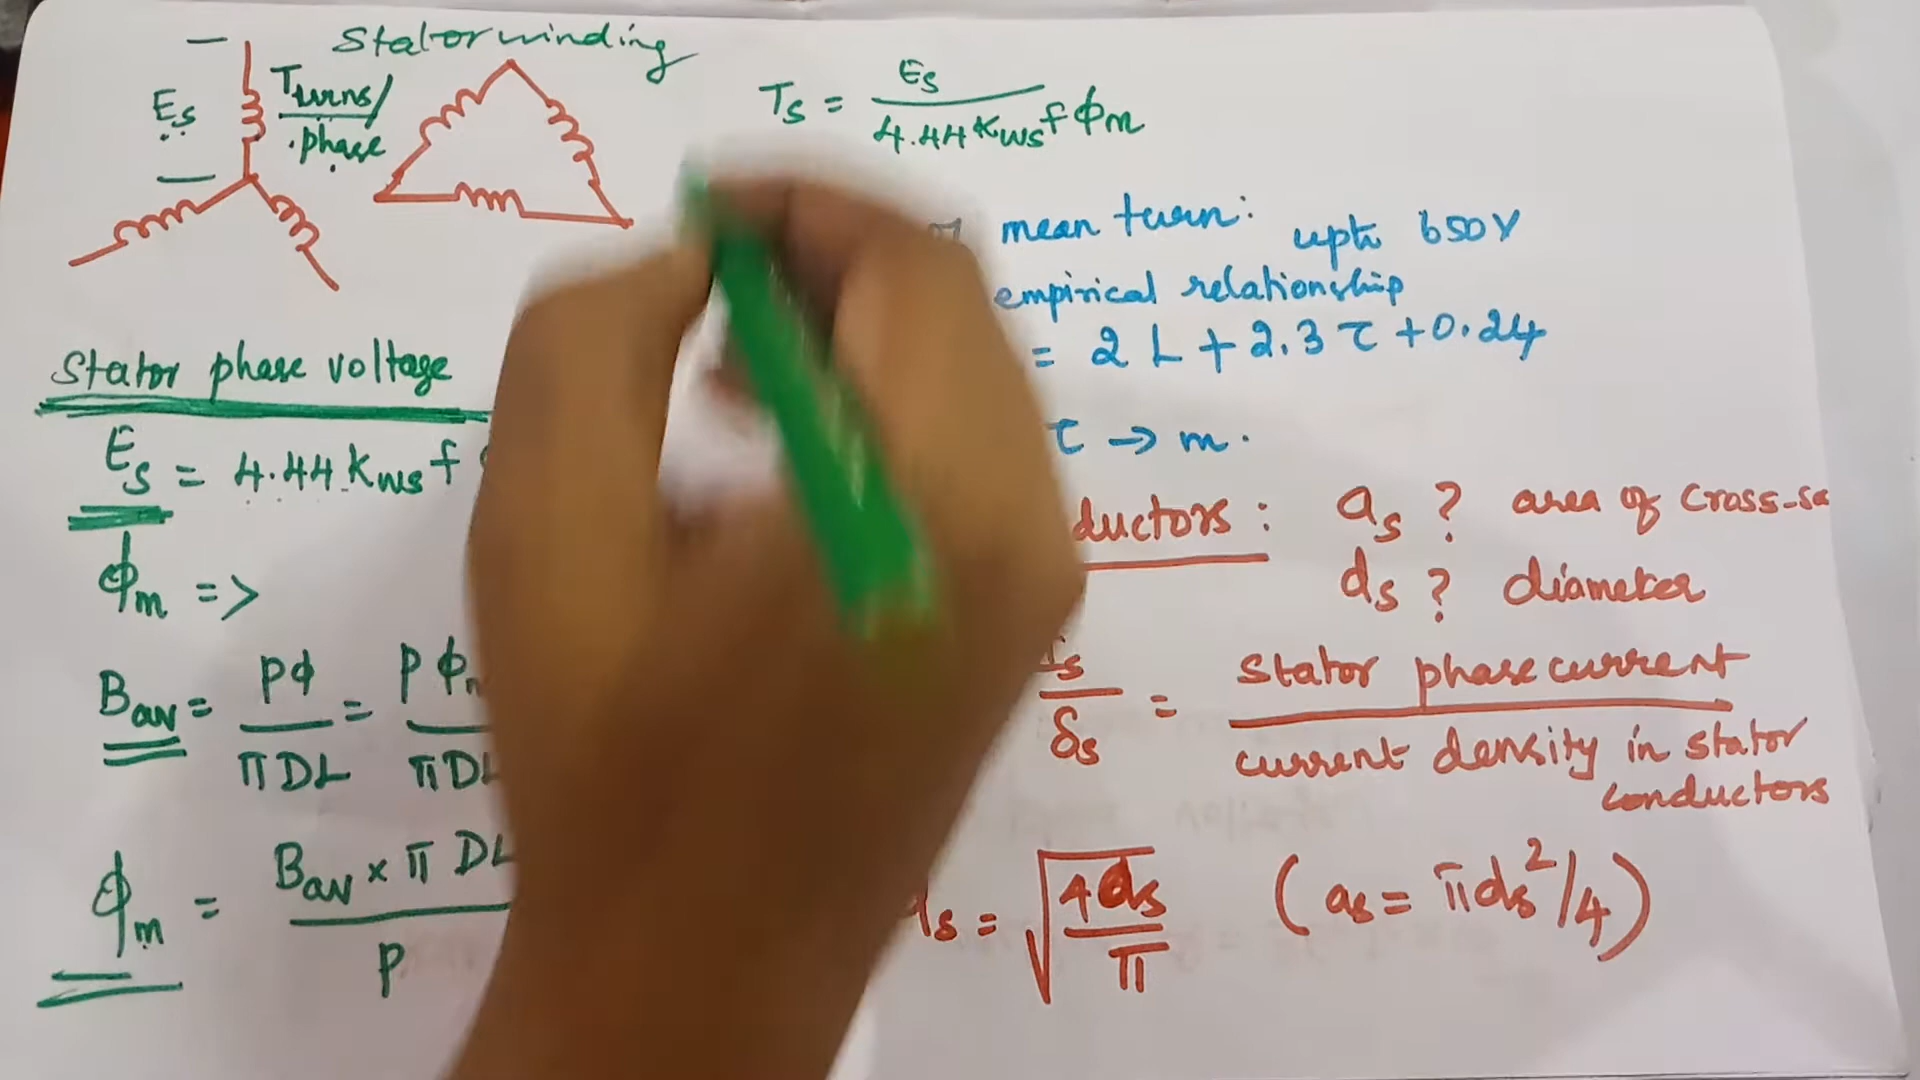 Stator winding
Es
Turns/
phase
Stator phase voltage
Es = 4.44 Kws f
ϕm =>
Bav = pϕ/πDL = pϕm/πDL
ϕm = Bav × πDL / p
Ts = Es / 4.44 Kws f ϕm
mean turn: upto 650V
empirical relationship
= 2L + 2.3τ + 0.24
τ → m.
as ? area of cross-se
ds ? diameter
Is/δs = stator phase current / current density in stator conductors
ds = √(4as/π) (as = πds²/4)